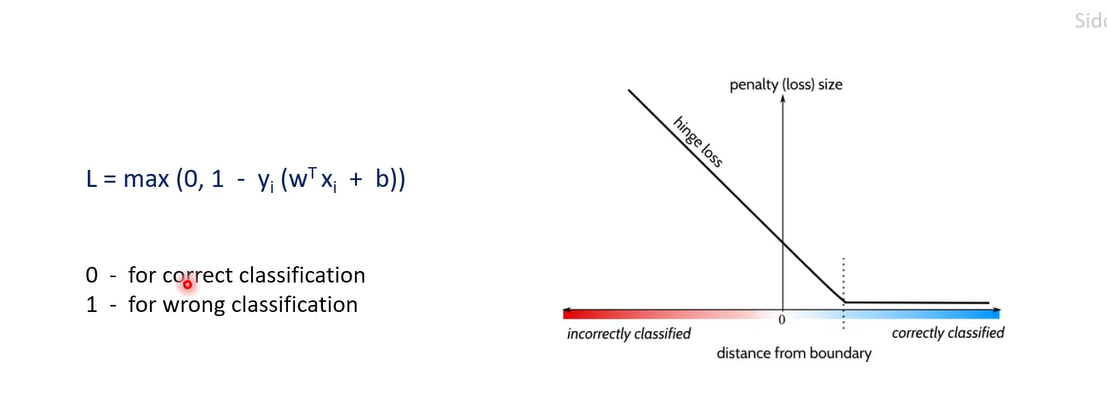 penalty (loss) size
hinge loss
L = max (0, 1 - yᵢ (wᵀ xᵢ + b))
0 - for correct classification
1 - for wrong classification
0
incorrectly classified
correctly classified
distance from boundary